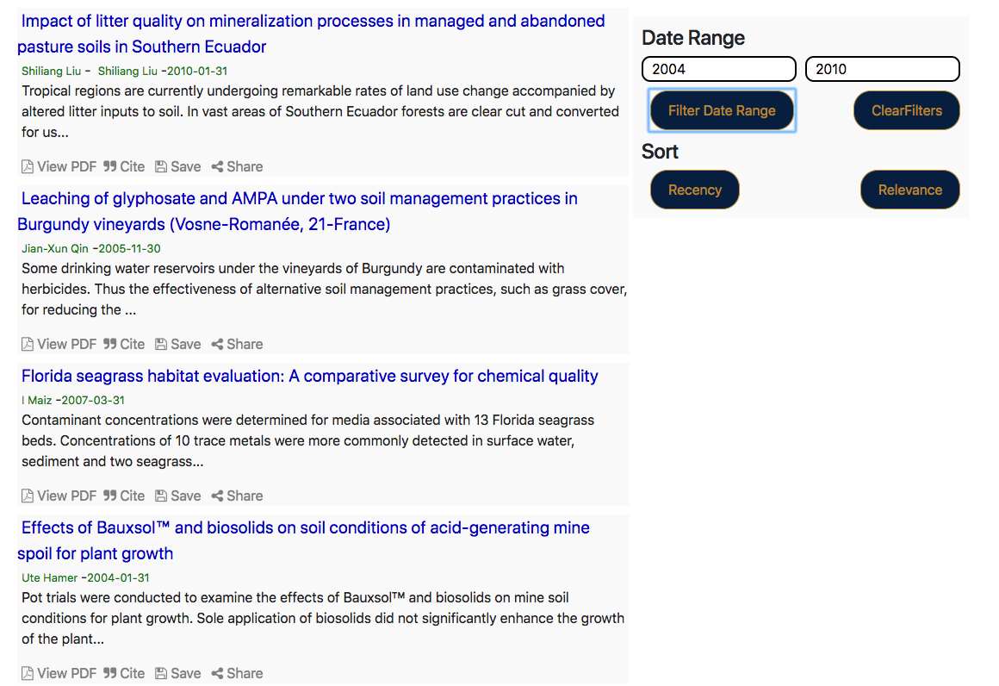 Impact of litter quality on mineralization processes in managed and abandoned
pasture soils in Southern Ecuador
Shiliang Liu - Shiliang Liu -2010-01-31
Tropical regions are currently undergoing remarkable rates of land use change accompanied by
altered litter inputs to soil. In vast areas of Southern Ecuador forests are clear cut and converted
for us...
View PDF Cite Save Share
Leaching of glyphosate and AMPA under two soil management practices in
Burgundy vineyards (Vosne-Romanée, 21-France)
Jian-Xun Qin -2005-11-30
Some drinking water reservoirs under the vineyards of Burgundy are contaminated with
herbicides. Thus the effectiveness of alternative soil management practices, such as grass cover,
for reducing the ...
View PDF Cite Save Share
Florida seagrass habitat evaluation: A comparative survey for chemical quality
I Maiz -2007-03-31
Contaminant concentrations were determined for media associated with 13 Florida seagrass
beds. Concentrations of 10 trace metals were more commonly detected in surface water,
sediment and two seagrass...
View PDF Cite Save Share
Effects of Bauxsol™ and biosolids on soil conditions of acid-generating mine
spoil for plant growth
Ute Hamer -2004-01-31
Pot trials were conducted to examine the effects of Bauxsol™ and biosolids on mine soil
conditions for plant growth. Sole application of biosolids did not significantly enhance the growth
of the plant...
View PDF Cite Save Share
Date Range
2004 2010
Filter Date Range ClearFilters
Sort
Recency Relevance